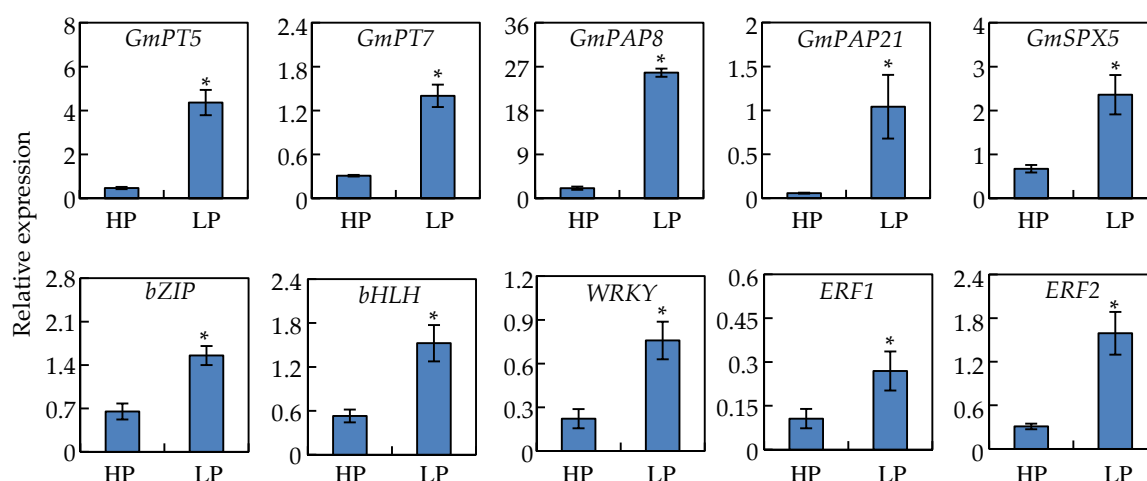 Relative expression
GmPT5
8
6
4
2
0
*
HP LP
GmPT7
2.4
1.8
1.2
0.6
0
*
HP LP
GmPAP8
36
27
18
9
0
*
HP LP
GmPAP21
2
1.5
1
0.5
0
*
HP LP
GmSPX5
4
3
2
1
0
*
HP LP
bZIP
2.8
2.1
1.4
0.7
0
*
HP LP
bHLH
2.4
1.8
1.2
0.6
0
*
HP LP
WRKY
1.2
0.9
0.6
0.3
0
*
HP LP
ERF1
0.6
0.45
0.3
0.15
0
*
HP LP
ERF2
2.4
1.8
1.2
0.6
0
*
HP LP